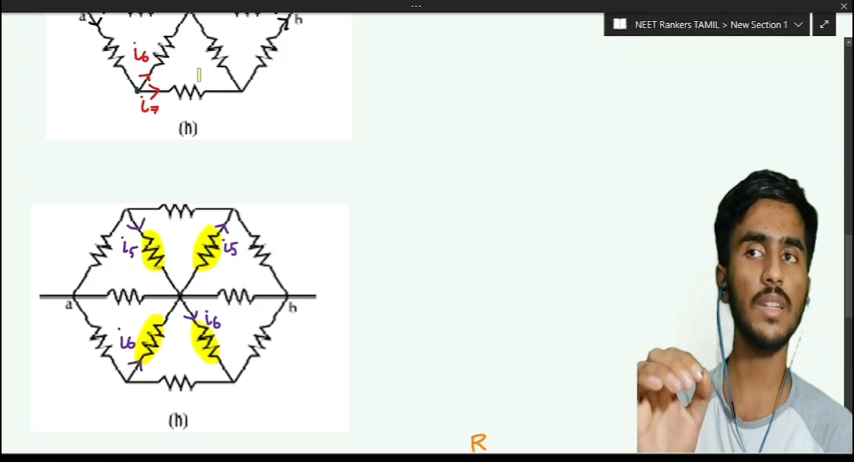 NEET Rankers TAMIL > New Section 1
a
b
i6
i7
(h)
i5
i5
a
b
i6
i6
(h)
R